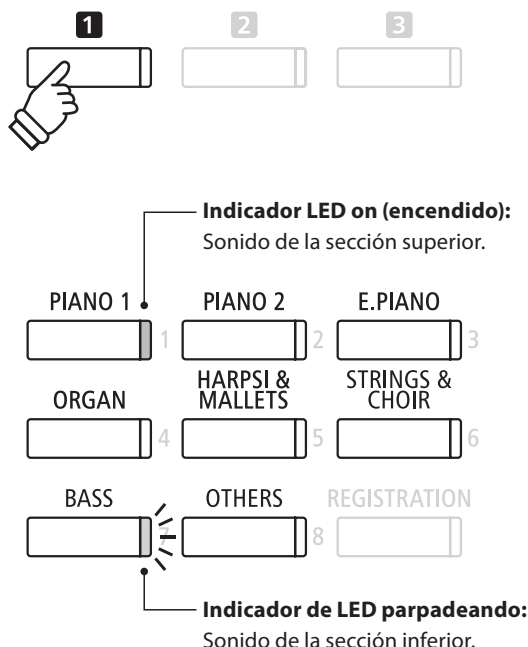 1 2 3
Indicador LED on (encendido):
Sonido de la sección superior.
PIANO 1 PIANO 2 E.PIANO
1 2 3
ORGAN HARPSI & MALLETS STRINGS & CHOIR
4 5 6
BASS OTHERS REGISTRATION
7 8
Indicador de LED parpadeando:
Sonido de la sección inferior.